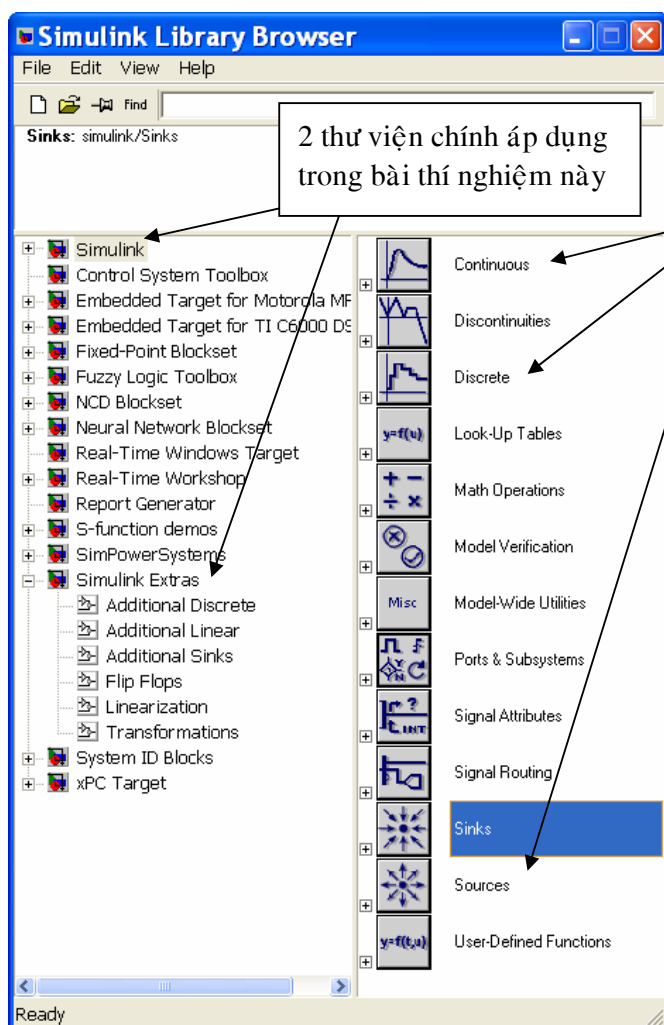 Simulink Library Browser
File Edit View Help
Find
Sinks: simulink/Sinks
2 thư viện chính áp dụng
trong bài thí nghiệm này
Simulink
Control System Toolbox
Embedded Target for Motorola MF
Embedded Target for TI C6000 DS
Fixed-Point Blockset
Fuzzy Logic Toolbox
NCD Blockset
Neural Network Blockset
Real-Time Windows Target
Real-Time Workshop
Report Generator
S-function demos
SimPowerSystems
Simulink Extras
Additional Discrete
Additional Linear
Additional Sinks
Flip Flops
Linearization
Transformations
System ID Blocks
xPC Target
Continuous
Discontinuities
Discrete
y=f(u) Look-Up Tables
Math Operations
Model Verification
Misc Model-Wide Utilities
Ports & Subsystems
Signal Attributes
Signal Routing
Sinks
Sources
y=f(t,u) User-Defined Functions
Ready